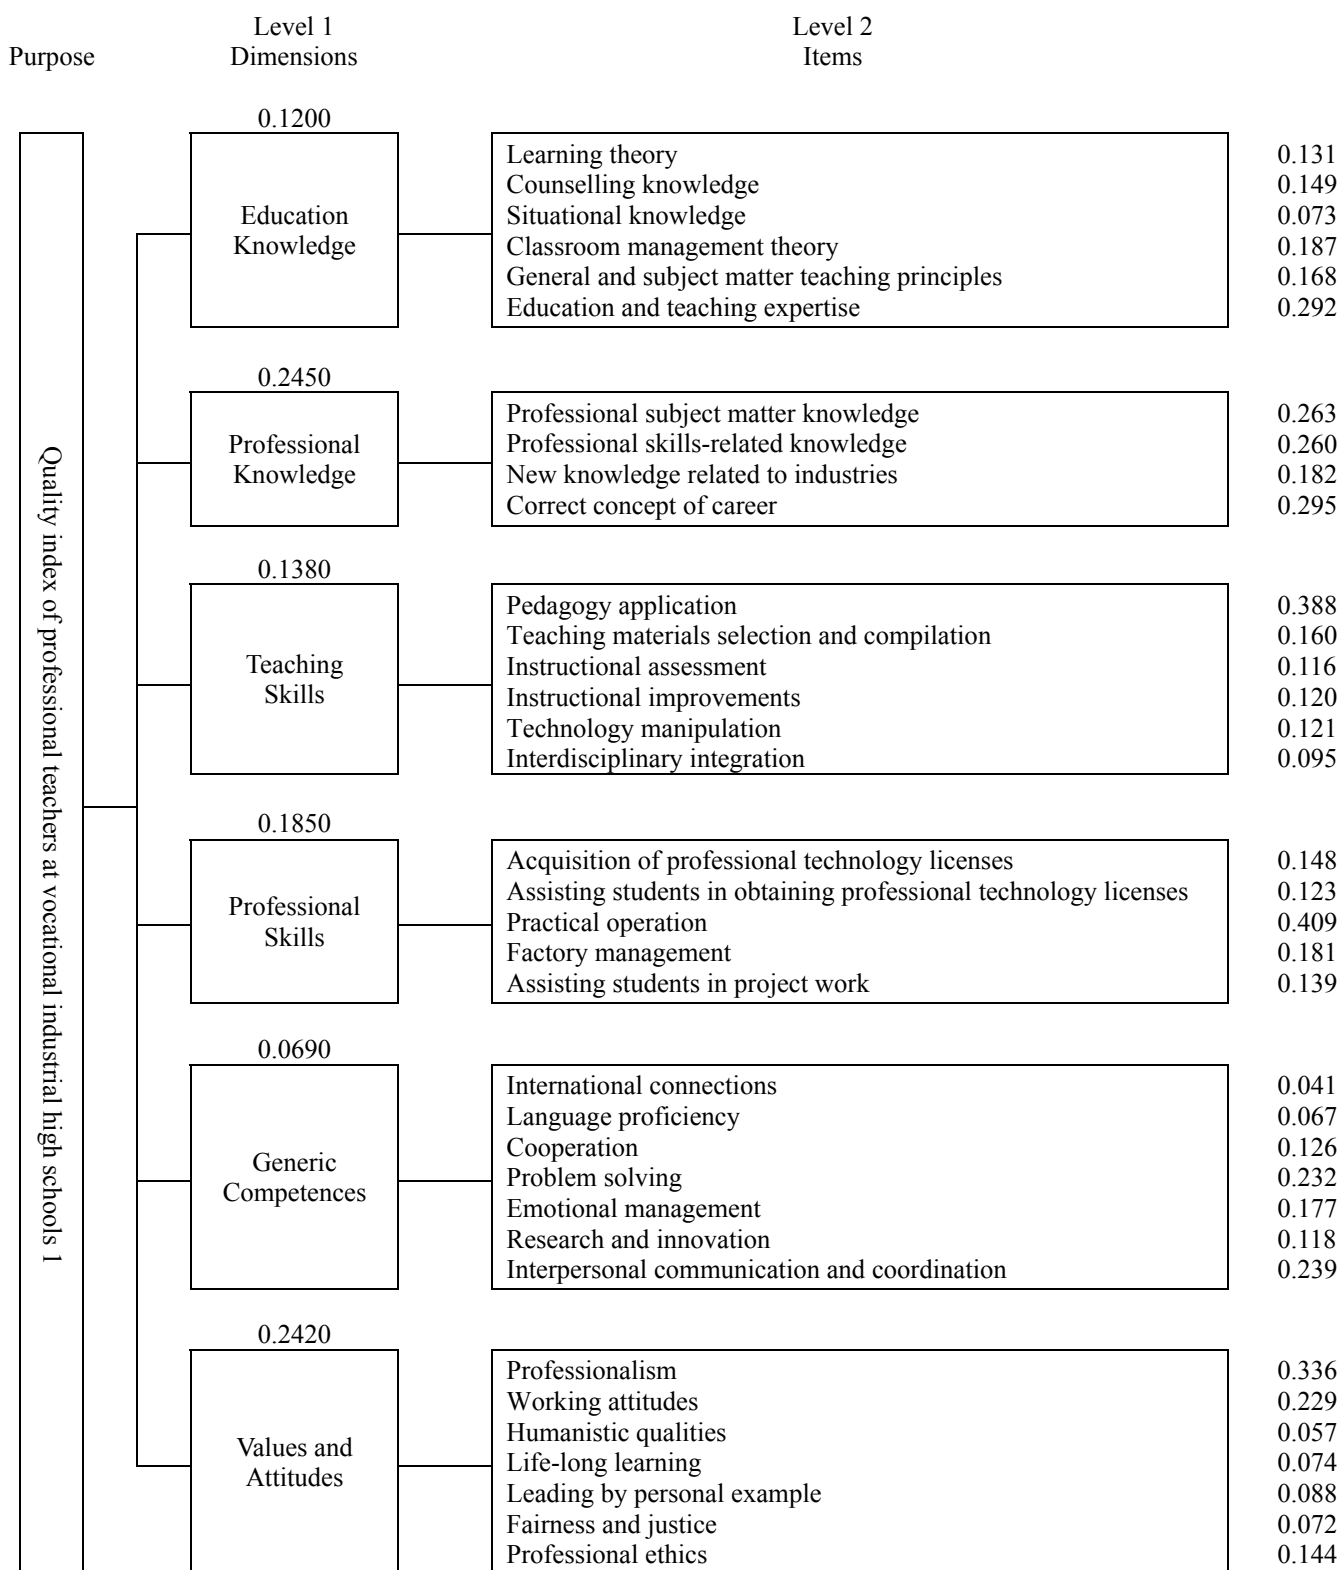 Purpose
Level 1
Dimensions
Level 2
Items
Quality index of professional teachers at vocational industrial high schools 1
0.1200
Education
Knowledge
Learning theory 0.131
Counselling knowledge 0.149
Situational knowledge 0.073
Classroom management theory 0.187
General and subject matter teaching principles 0.168
Education and teaching expertise 0.292
0.2450
Professional
Knowledge
Professional subject matter knowledge 0.263
Professional skills-related knowledge 0.260
New knowledge related to industries 0.182
Correct concept of career 0.295
0.1380
Teaching
Skills
Pedagogy application 0.388
Teaching materials selection and compilation 0.160
Instructional assessment 0.116
Instructional improvements 0.120
Technology manipulation 0.121
Interdisciplinary integration 0.095
0.1850
Professional
Skills
Acquisition of professional technology licenses 0.148
Assisting students in obtaining professional technology licenses 0.123
Practical operation 0.409
Factory management 0.181
Assisting students in project work 0.139
0.0690
Generic
Competences
International connections 0.041
Language proficiency 0.067
Cooperation 0.126
Problem solving 0.232
Emotional management 0.177
Research and innovation 0.118
Interpersonal communication and coordination 0.239
0.2420
Values and
Attitudes
Professionalism 0.336
Working attitudes 0.229
Humanistic qualities 0.057
Life-long learning 0.074
Leading by personal example 0.088
Fairness and justice 0.072
Professional ethics 0.144